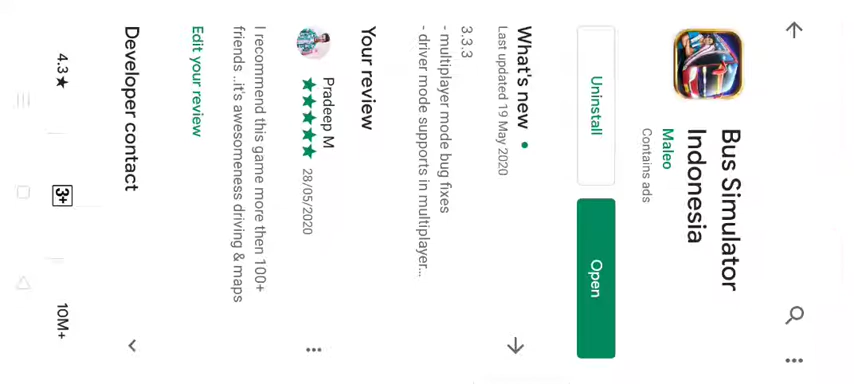 Bus Simulator
Indonesia
Maleo
Contains ads
Uninstall
Open
What's new
Last updated 19 May 2020
3.3.3
- multiplayer mode bug fixes
- driver mode supports in multiplayer...
Your review
Pradeep M
28/05/2020
I recommend this game more then 100+
friends ..it's awesomeness driving & maps
Edit your review
Developer contact
4.3★
3+
10M+